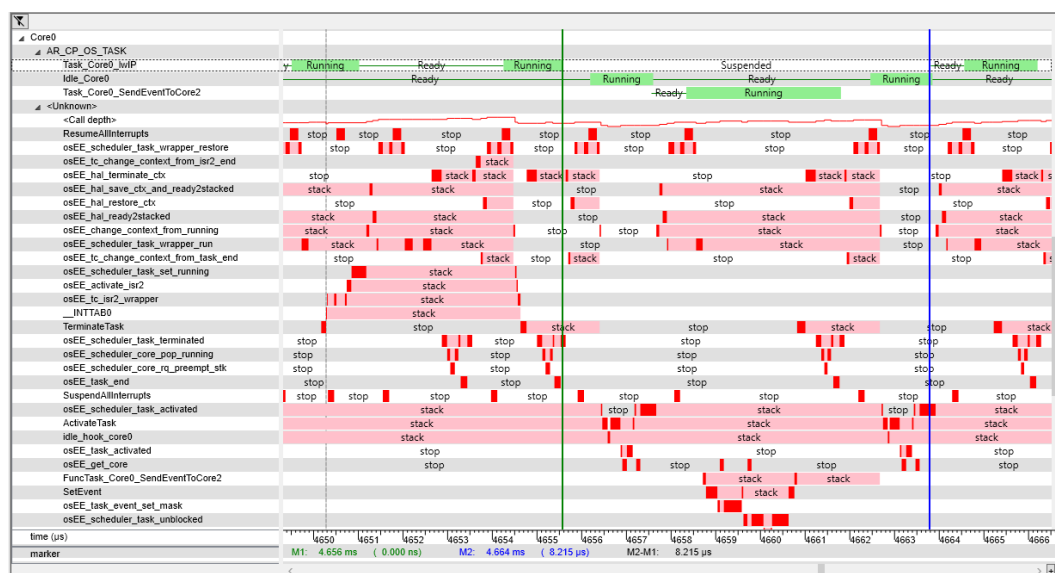 Core0
AR_CP_OS_TASK
Task_Core0_lwIP y Running Ready Running Suspended Ready Running
Idle_Core0 Ready Running Ready Running Ready
Task_Core0_SendEventToCore2 Ready Running
<Unknown>
<Call depth>
ResumeAllInterrupts stop stop stop stop stop stop stop stop
osEE_scheduler_task_wrapper_restore stop stop stop stop
osEE_tc_change_context_from_isr2_end stack
osEE_hal_terminate_ctx stop stack stack stack stack stop stack stack stop stack s
osEE_hal_save_ctx_and_ready2stacked stack stack stop stack stop stack
osEE_hal_restore_ctx stop stop stop
osEE_hal_ready2stacked stack stack stop stack stop stack
osEE_change_context_from_running stack stack stop stop stack stop stack
osEE_scheduler_task_wrapper_run stack stop stack stop stack
osEE_tc_change_context_from_task_end stop stack stop stack stop stack stop s
osEE_scheduler_task_set_running stack
osEE_activate_isr2 stack
osEE_tc_isr2_wrapper stack
__INTTAB0 stack
TerminateTask stop stack stop stack stop stack
osEE_scheduler_task_terminated stop stop stop stop
osEE_scheduler_core_pop_running stop stop stop stop
osEE_scheduler_core_rq_preempt_stk stop stop stop stop
osEE_task_end stop stop stop stop
SuspendAllInterrupts stop stop stop stop stop stop stop stop
osEE_scheduler_task_activated stack stop stack stop stack
ActivateTask stack stack stack
idle_hook_core0 stack stack stack
osEE_task_activated stop stop stop
osEE_get_core stop stop stop stop
FuncTask_Core0_SendEventToCore2 stack stack
SetEvent stack
osEE_task_event_set_mask
osEE_scheduler_task_unblocked
time (µs) 4650 4651 4652 4653 4654 4655 4656 4657 4658 4659 4660 4661 4662 4663 4664 4665 4666
marker M1: 4.656 ms ( 0.000 ns) M2: 4.664 ms ( 8.215 µs) M2-M1: 8.215 µs